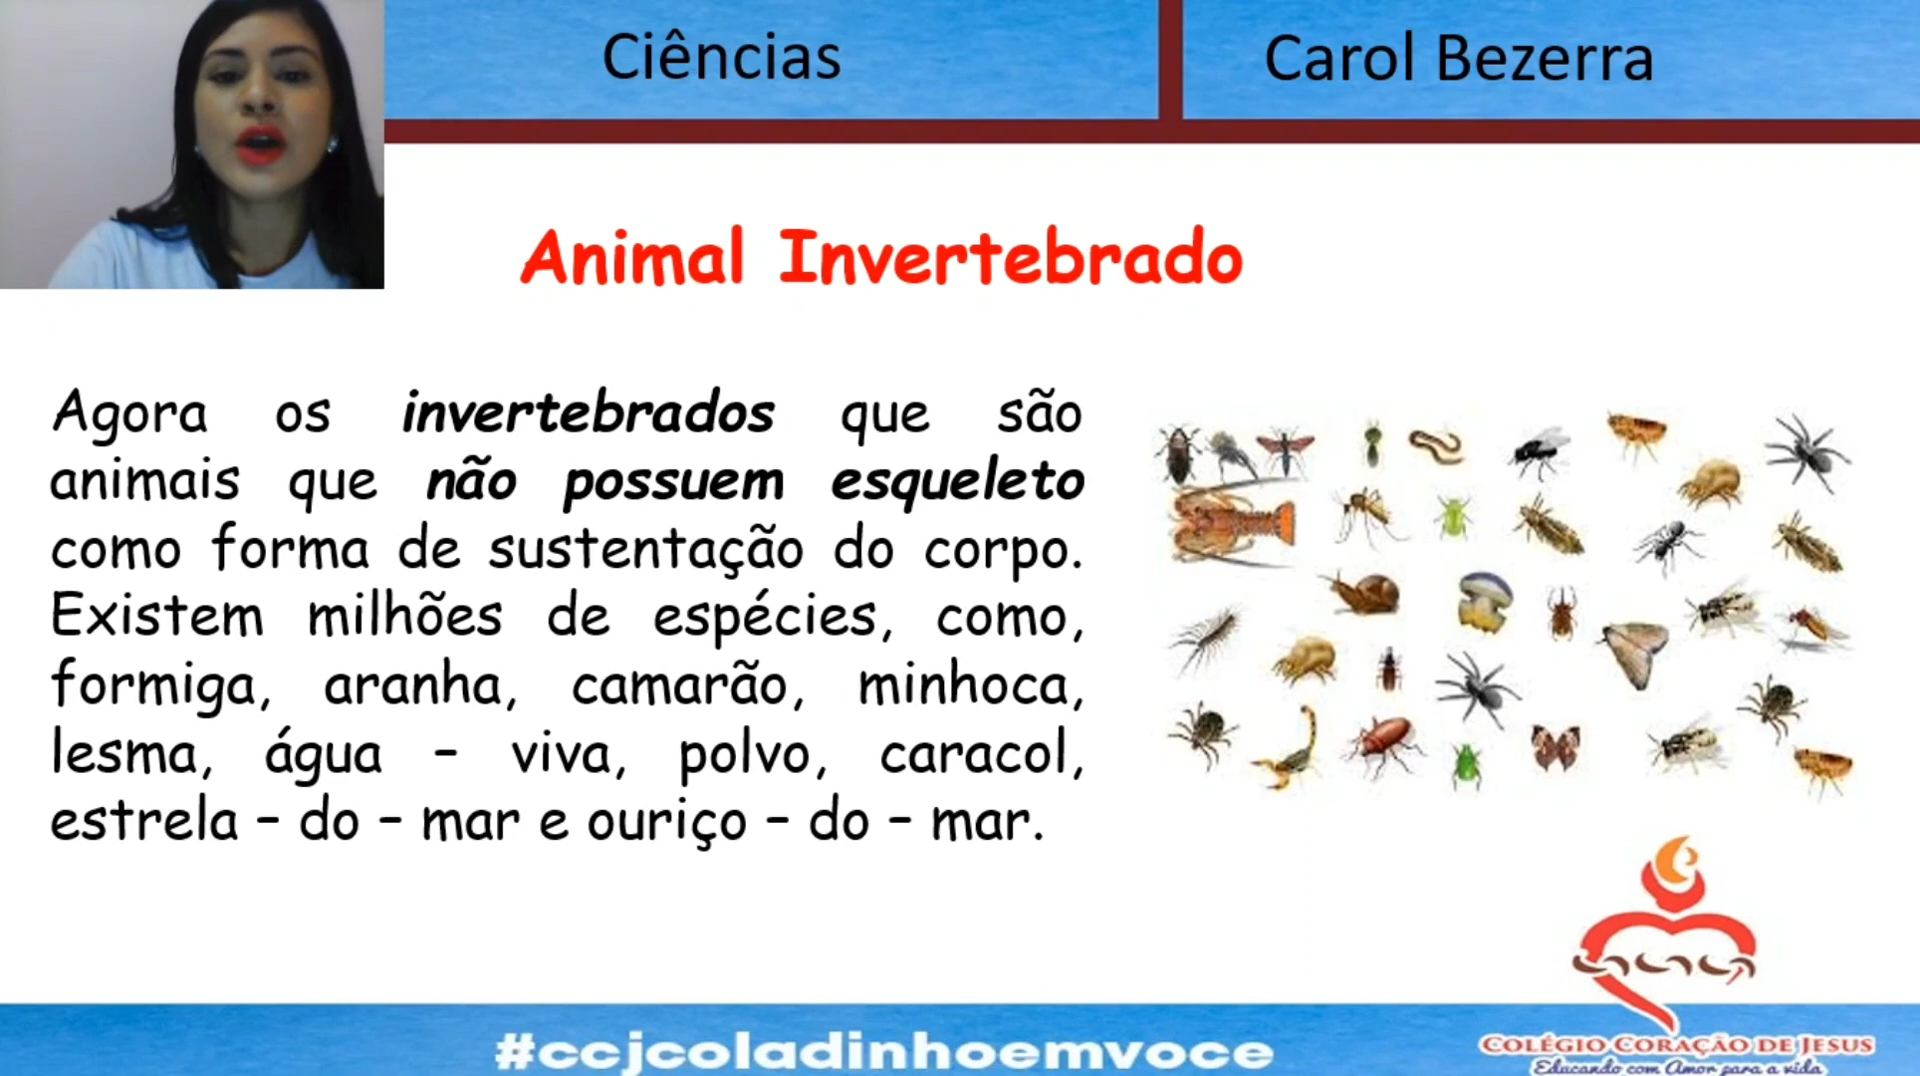 Ciências
Carol Bezerra
Animal Invertebrado
Agora os invertebrados que são
animais que não possuem esqueleto
como forma de sustentação do corpo.
Existem milhões de espécies, como,
formiga, aranha, camarão, minhoca,
lesma, água – viva, polvo, caracol,
estrela – do – mar e ouriço – do – mar.
#ccjcoladinhoemvoce
COLÉGIO CORAÇÃO DE JESUS
Educando com Amor para a vida